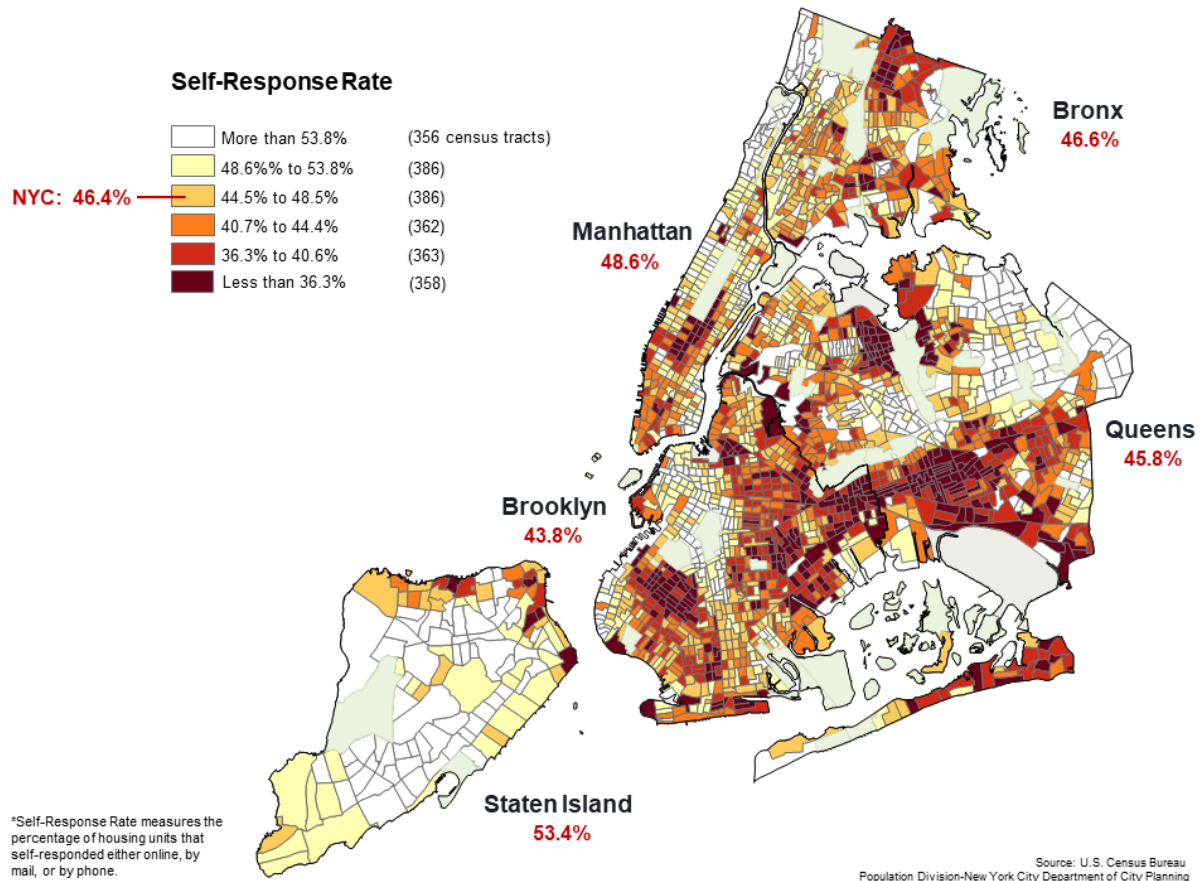 Self-Response Rate
More than 53.8% (356 census tracts)
48.6%% to 53.8% (386)
NYC: 46.4% 44.5% to 48.5% (386)
40.7% to 44.4% (362)
36.3% to 40.6% (363)
Less than 36.3% (358)
Bronx
46.6%
Manhattan
48.6%
Queens
45.8%
Brooklyn
43.8%
Staten Island
53.4%
*Self-Response Rate measures the
percentage of housing units that
self-responded either online, by
mail, or by phone.
Source: U.S. Census Bureau
Population Division-New York City Department of City Planning